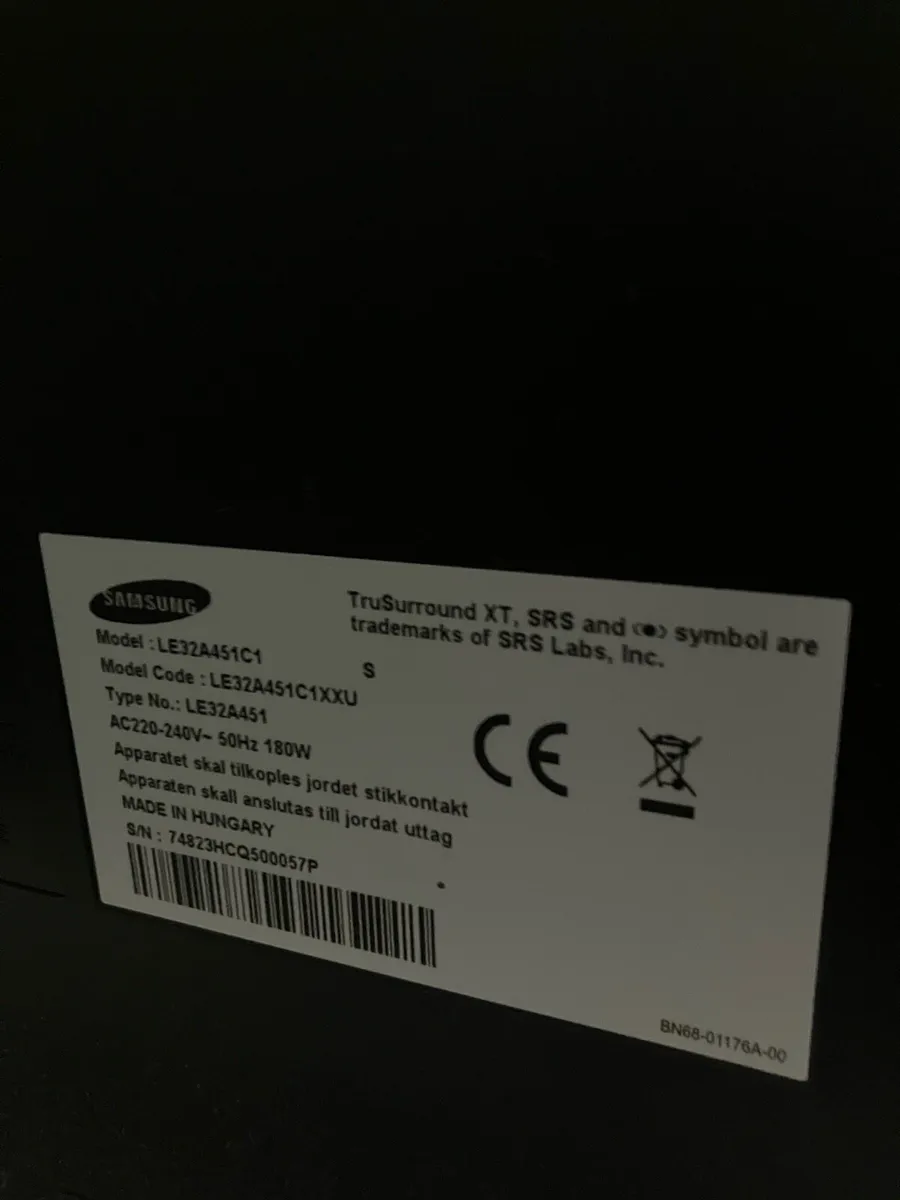 SAMSUNG
Model : LE32A451C1
S
Model Code : LE32A451C1XXU
Type No.: LE32A451
AC220-240V~ 50Hz 180W
Apparatet skal tilkoples jordet stikkontakt
Apparaten skall anslutas till jordat uttag
MADE IN HUNGARY
S/N : 74823HCQ500057P
TruSurround XT, SRS and (●) symbol are
trademarks of SRS Labs, Inc.
CE
BN68-01176A-00